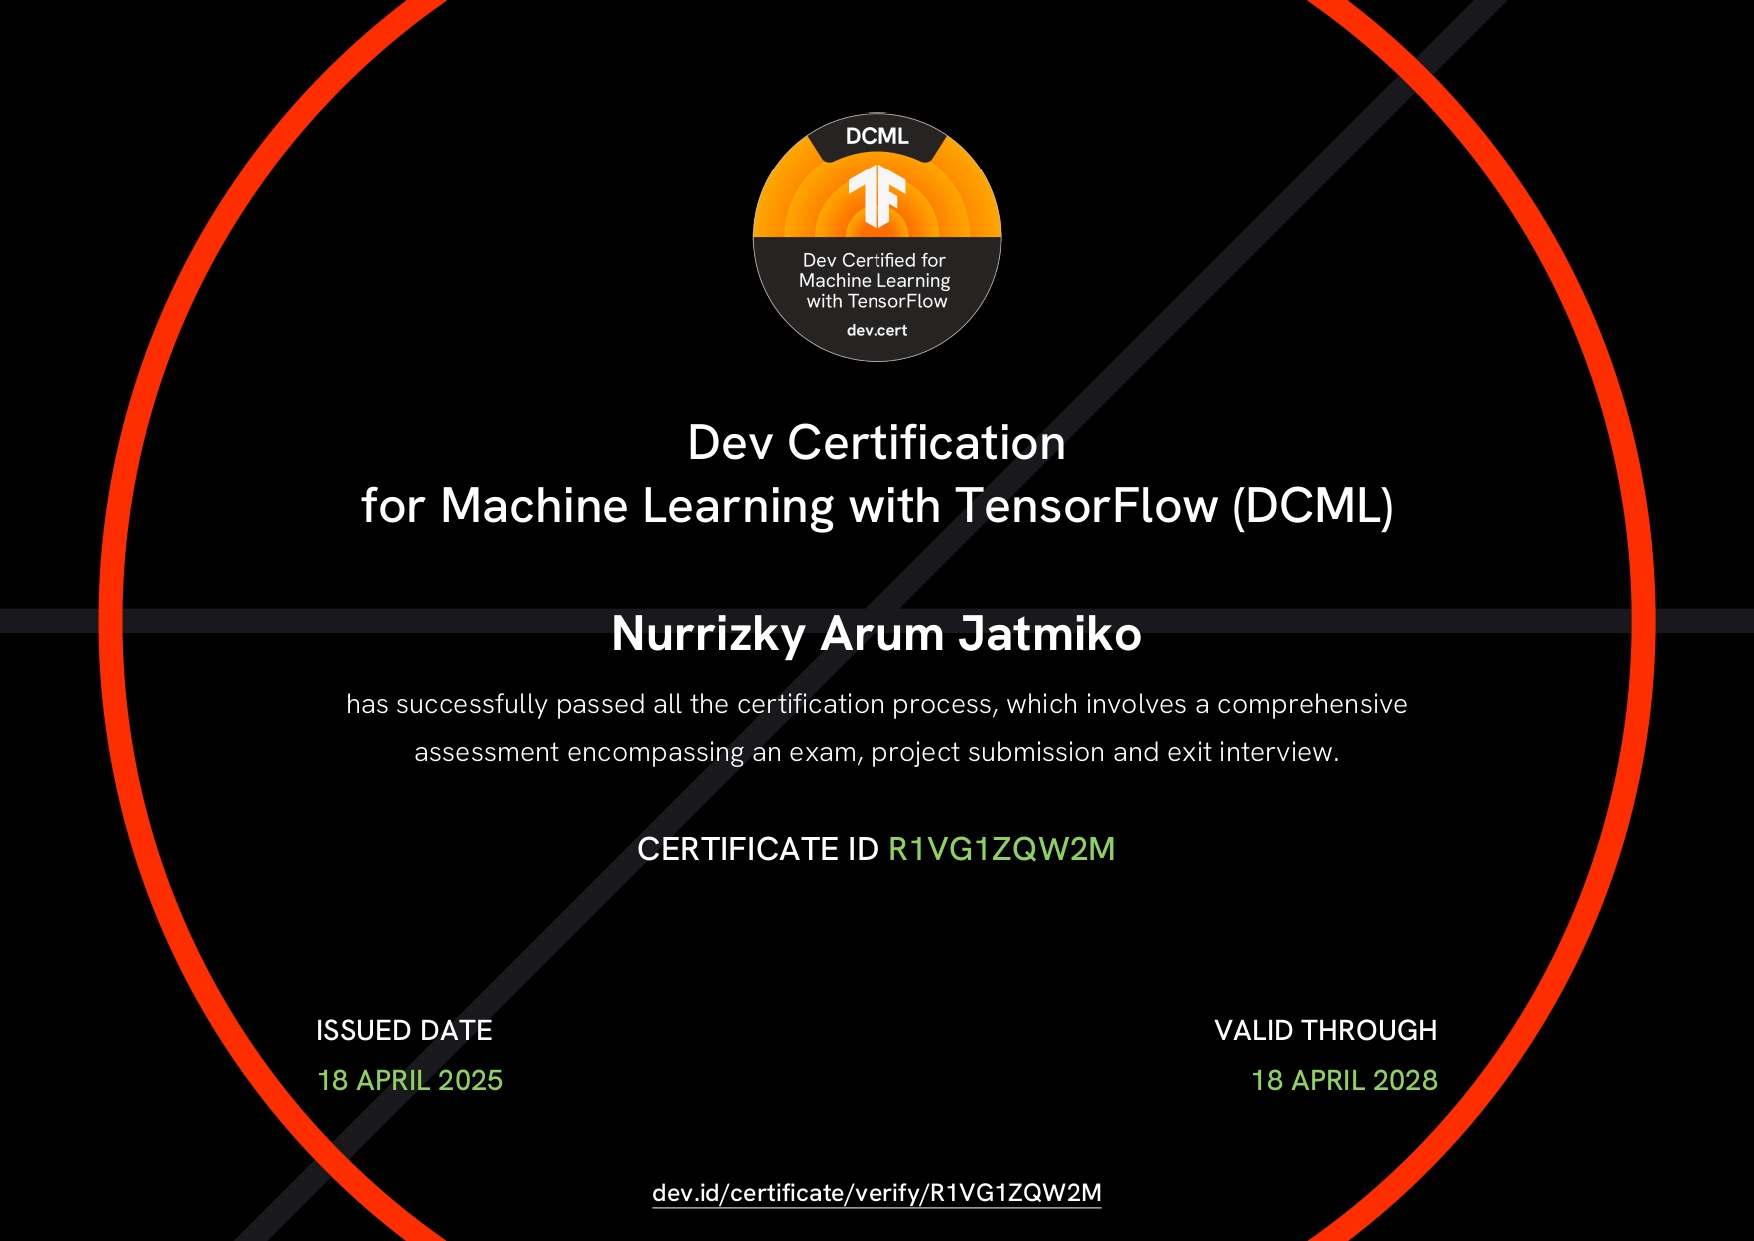 DCML
TF
Dev Certified for
Machine Learning
with TensorFlow
dev.cert
Dev Certification
for Machine Learning with TensorFlow (DCML)
Nurrizky Arum Jatmiko
has successfully passed all the certification process, which involves a comprehensive
assessment encompassing an exam, project submission and exit interview.
CERTIFICATE ID R1VG1ZQW2M
ISSUED DATE
18 APRIL 2025
VALID THROUGH
18 APRIL 2028
dev.id/certificate/verify/R1VG1ZQW2M